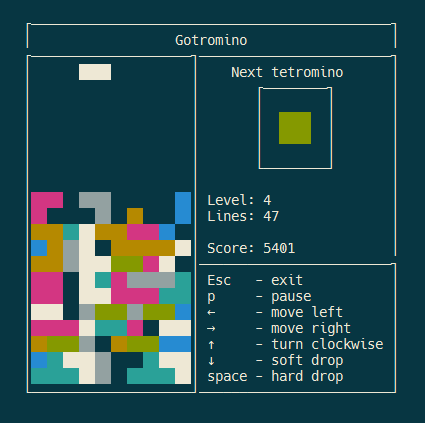 Gotromino
Next tetromino
Level: 4
Lines: 47
Score: 5401
Esc – exit
p – pause
← – move left
→ – move right
↑ – turn clockwise
↓ – soft drop
space – hard drop